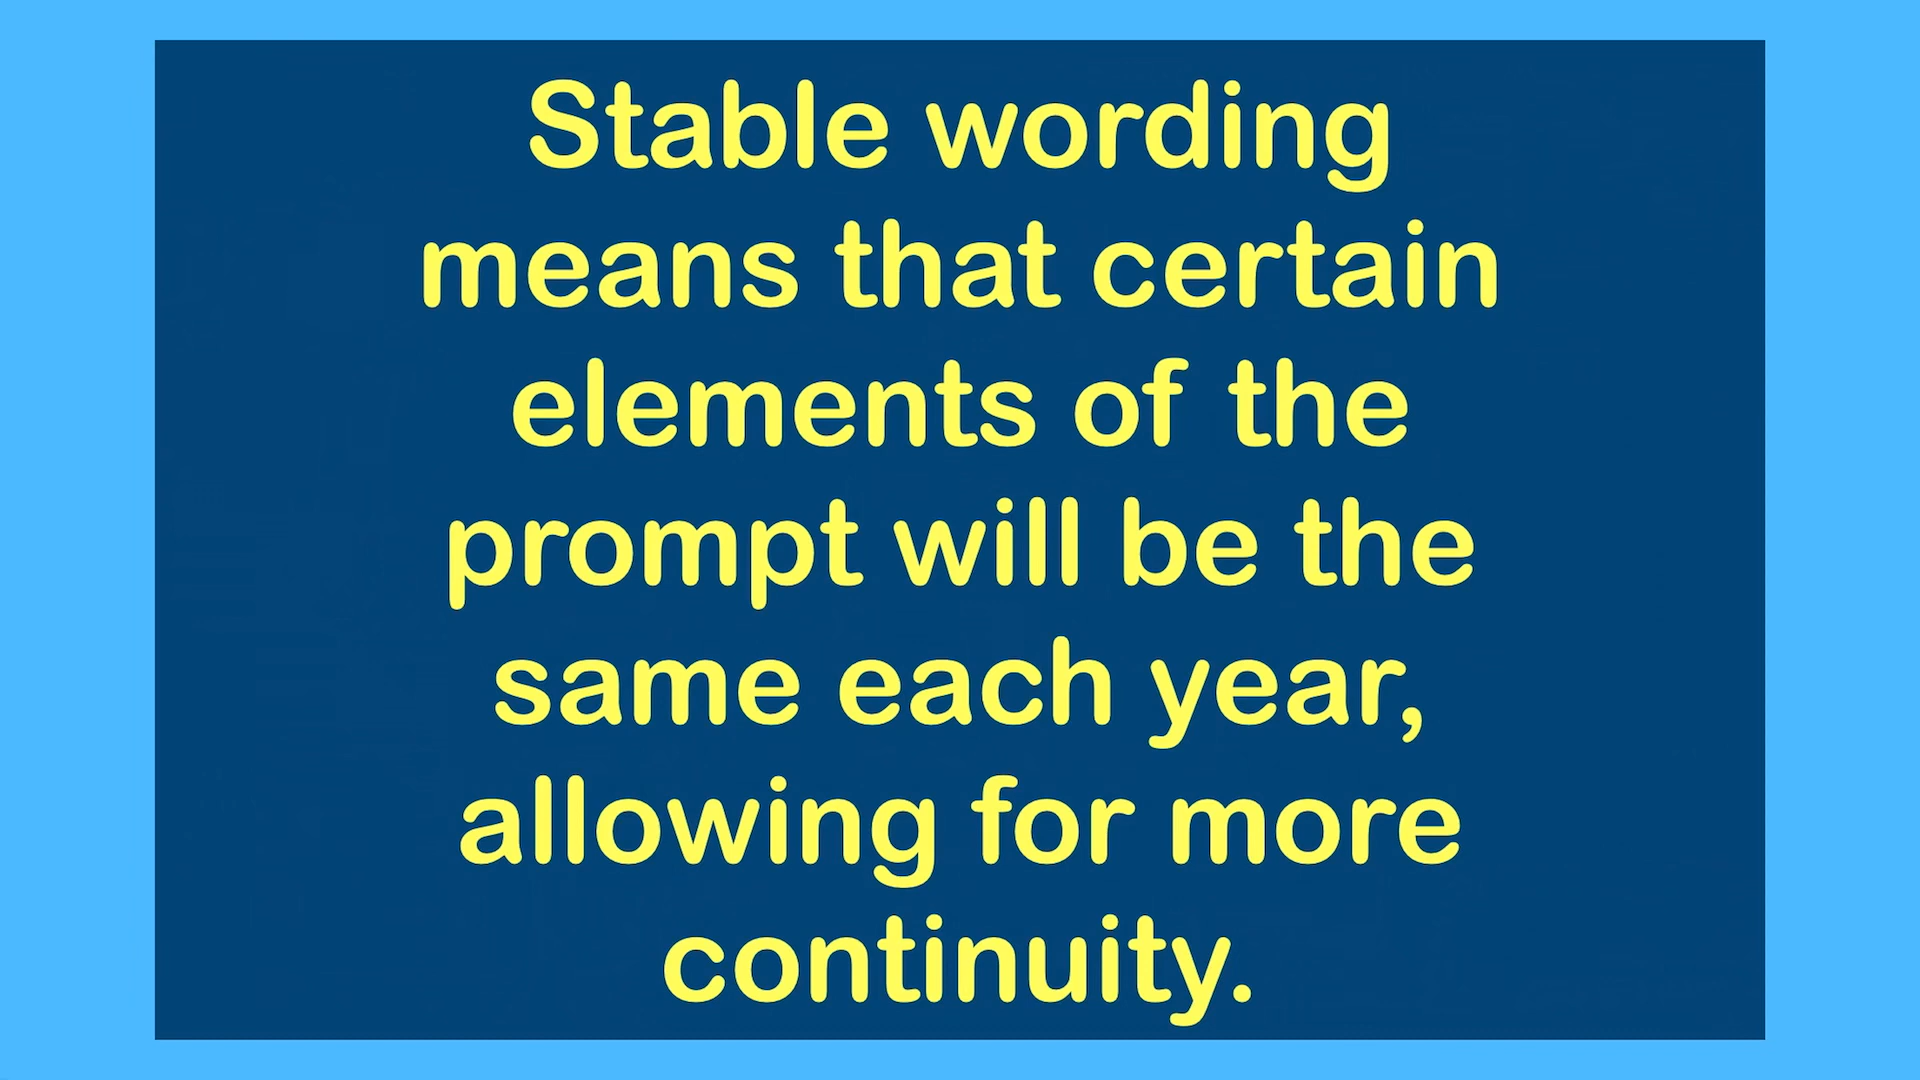 Stable wording
means that certain
elements of the
prompt will be the
same each year,
allowing for more
continuity.